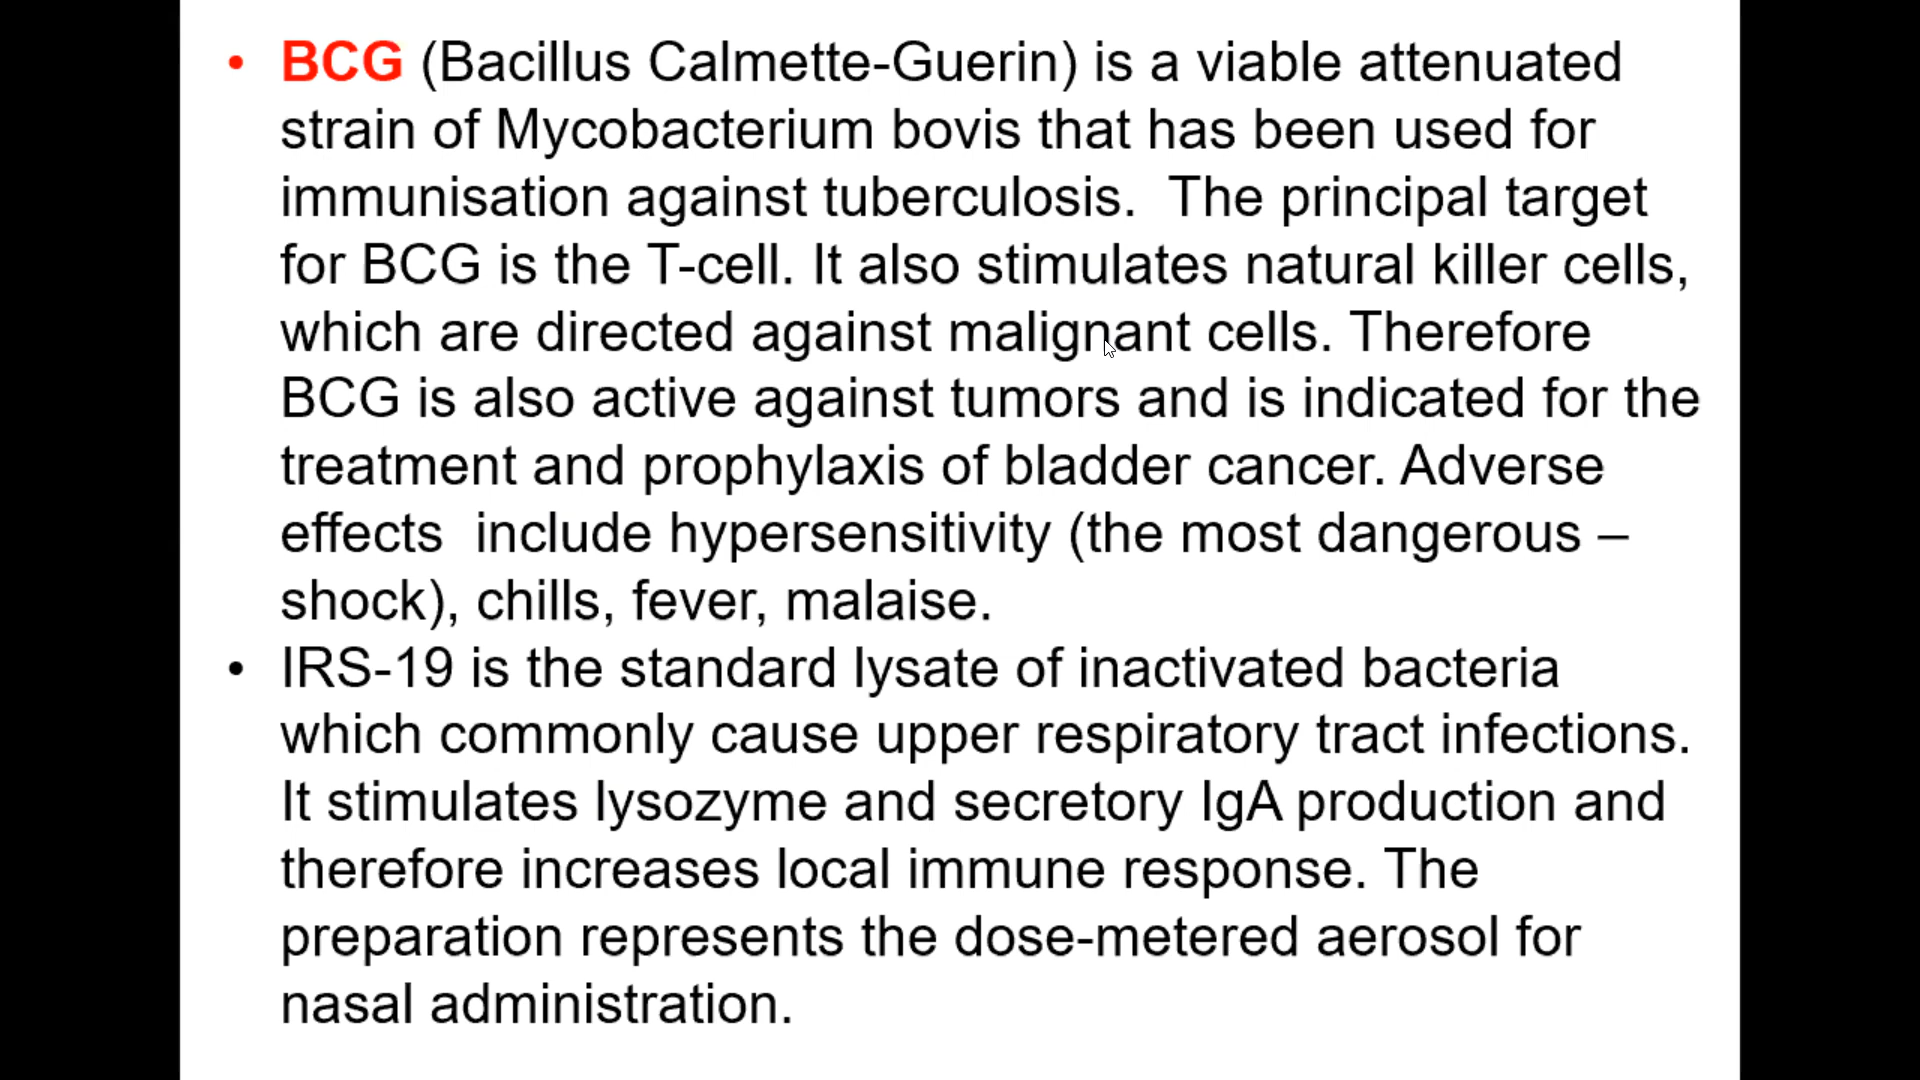 • BCG (Bacillus Calmette-Guerin) is a viable attenuated
strain of Mycobacterium bovis that has been used for
immunisation against tuberculosis.  The principal target
for BCG is the T-cell. It also stimulates natural killer cells,
which are directed against malignant cells. Therefore
BCG is also active against tumors and is indicated for the
treatment and prophylaxis of bladder cancer. Adverse
effects  include hypersensitivity (the most dangerous –
shock), chills, fever, malaise.
• IRS-19 is the standard lysate of inactivated bacteria
which commonly cause upper respiratory tract infections.
It stimulates lysozyme and secretory IgA production and
therefore increases local immune response. The
preparation represents the dose-metered aerosol for
nasal administration.